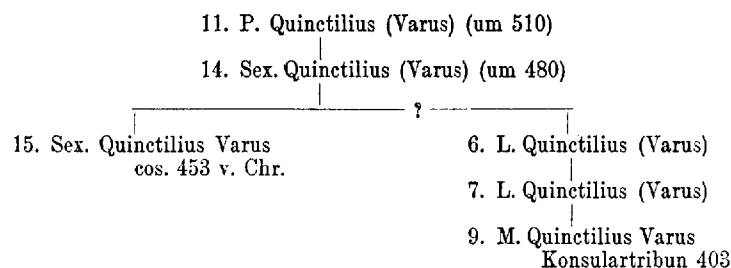 11. P. Quinctilius (Varus) (um 510)
14. Sex. Quinctilius (Varus) (um 480)
?
15. Sex. Quinctilius Varus
cos. 453 v. Chr.
6. L. Quinctilius (Varus)
7. L. Quinctilius (Varus)
9. M. Quinctilius Varus
Konsulartribun 403